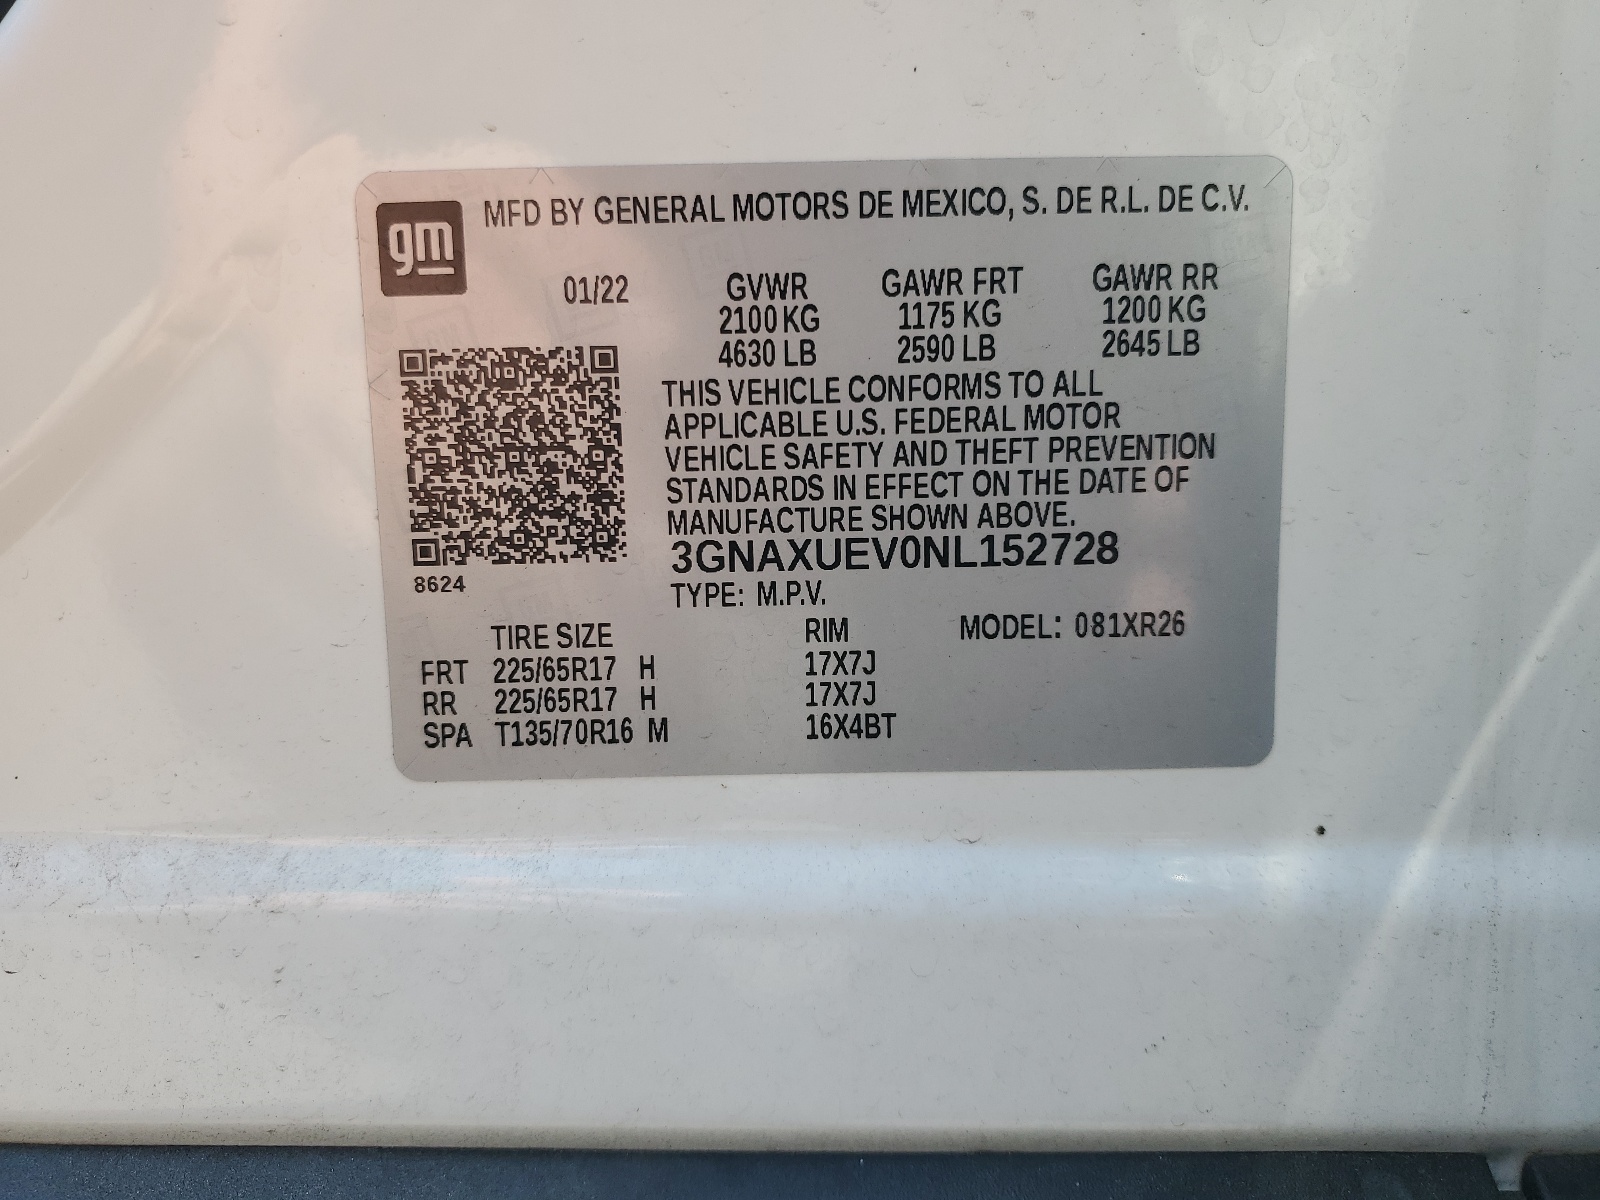 gm
MFD BY GENERAL MOTORS DE MEXICO, S. DE R.L. DE C.V.
01/22 GVWR GAWR FRT GAWR RR
2100 KG 1175 KG 1200 KG
4630 LB 2590 LB 2645 LB
THIS VEHICLE CONFORMS TO ALL
APPLICABLE U.S. FEDERAL MOTOR
VEHICLE SAFETY AND THEFT PREVENTION
STANDARDS IN EFFECT ON THE DATE OF
MANUFACTURE SHOWN ABOVE.
3GNAXUEV0NL152728
8624
TYPE: M.P.V.
TIRE SIZE RIM MODEL: 081XR26
FRT 225/65R17 H 17X7J
RR 225/65R17 H 17X7J
SPA T135/70R16 M 16X4BT